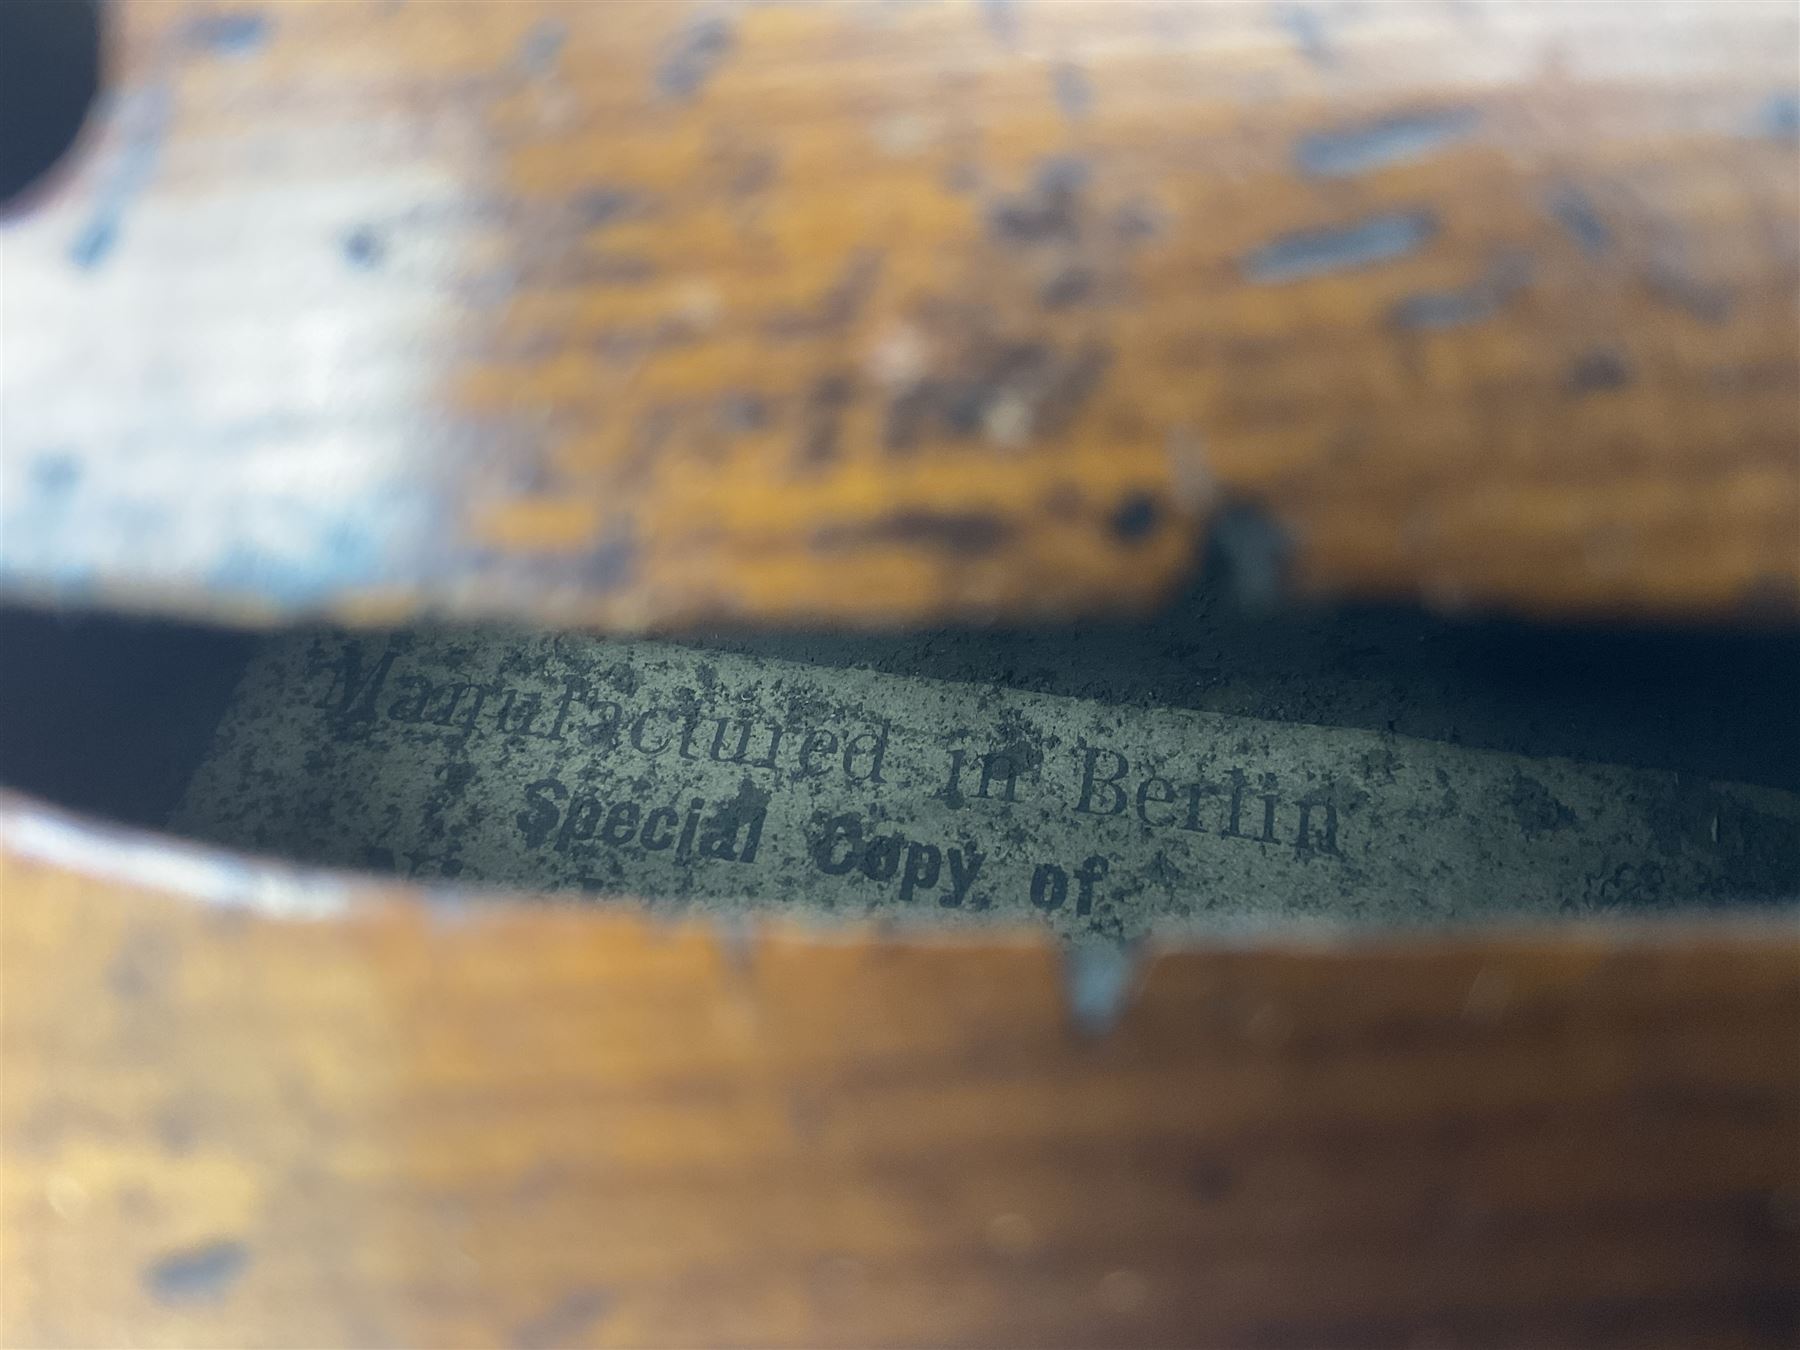 Manufactured in Berlin
Special Copy of